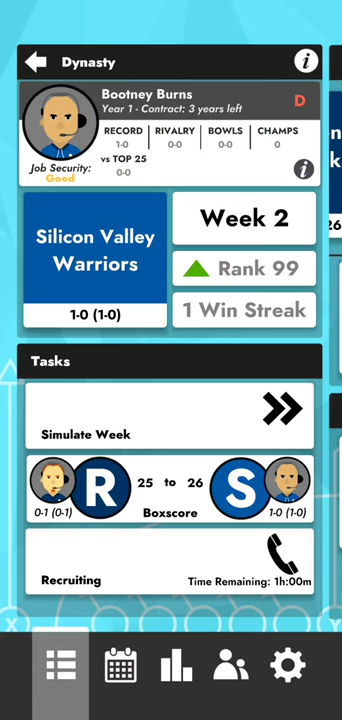 Dynasty
i
Bootney Burns
Year 1 - Contract: 3 years left
D
RECORD RIVALRY BOWLS CHAMPS
1-0 0-0 0-0 0
vs TOP 25
0-0
Job Security:
Good
i
Silicon Valley
Warriors
1-0 (1-0)
Week 2
Rank 99
1 Win Streak
Tasks
Simulate Week
R 25 to 26 S
0-1 (0-1) Boxscore 1-0 (1-0)
Recruiting
Time Remaining: 1h:00m
X